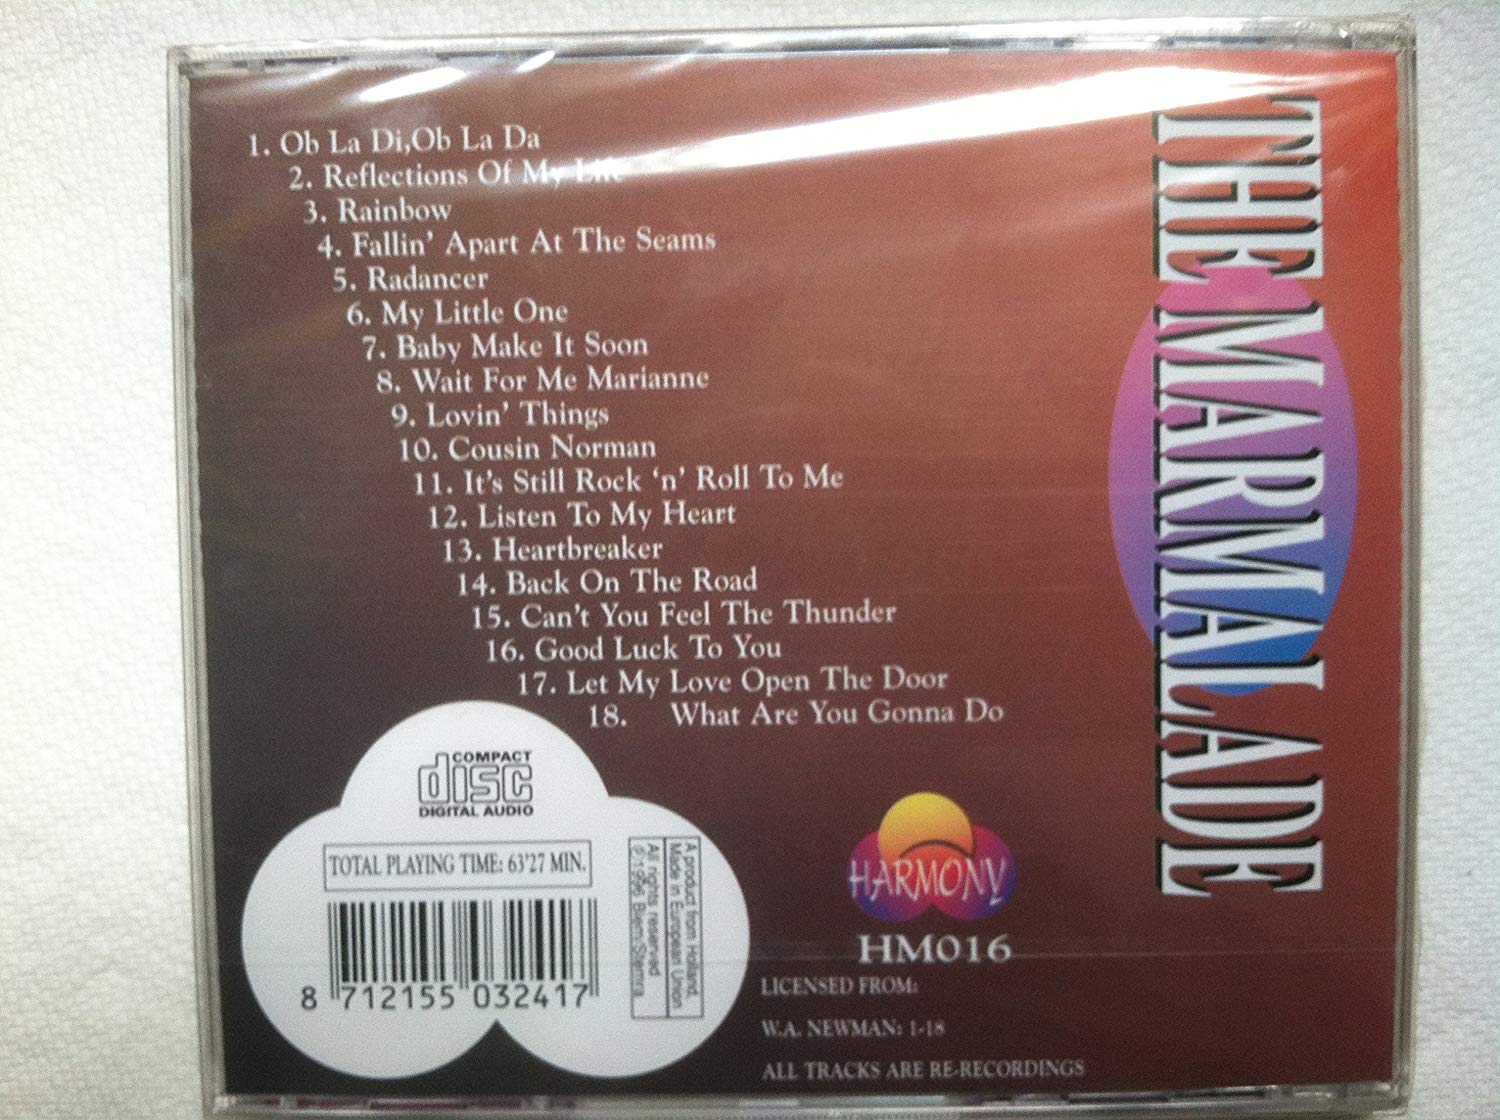 1. Ob La Di,Ob La Da
2. Reflections Of My Life
3. Rainbow
4. Fallin' Apart At The Seams
5. Radancer
6. My Little One
7. Baby Make It Soon
8. Wait For Me Marianne
9. Lovin' Things
10. Cousin Norman
11. It's Still Rock 'n' Roll To Me
12. Listen To My Heart
13. Heartbreaker
14. Back On The Road
15. Can't You Feel The Thunder
16. Good Luck To You
17. Let My Love Open The Door
18. What Are You Gonna Do
THE MARMALADE
COMPACT
disc
DIGITAL AUDIO
TOTAL PLAYING TIME: 63'27 MIN.
8 712155 032417
A product from Holland.
Made in European Union
All rights reserved
℗1996 Biem/Stemra
HARMONY
HM016
LICENSED FROM:
W.A. NEWMAN: 1-18
ALL TRACKS ARE RE-RECORDINGS